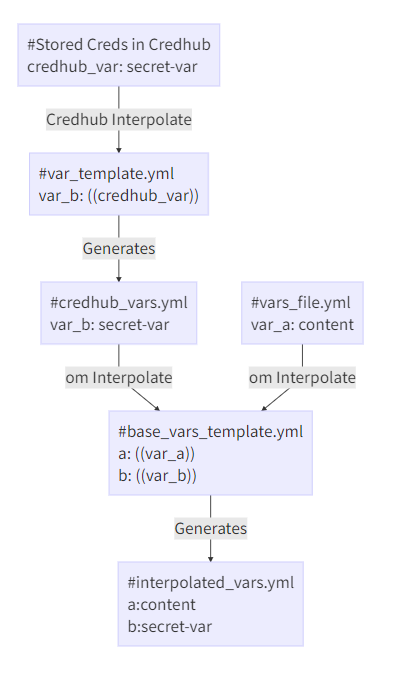 #Stored Creds in Credhub
credhub_var: secret-var
Credhub Interpolate
#var_template.yml
var_b: ((credhub_var))
Generates
#credhub_vars.yml
var_b: secret-var
#vars_file.yml
var_a: content
om Interpolate
om Interpolate
#base_vars_template.yml
a: ((var_a))
b: ((var_b))
Generates
#interpolated_vars.yml
a:content
b:secret-var